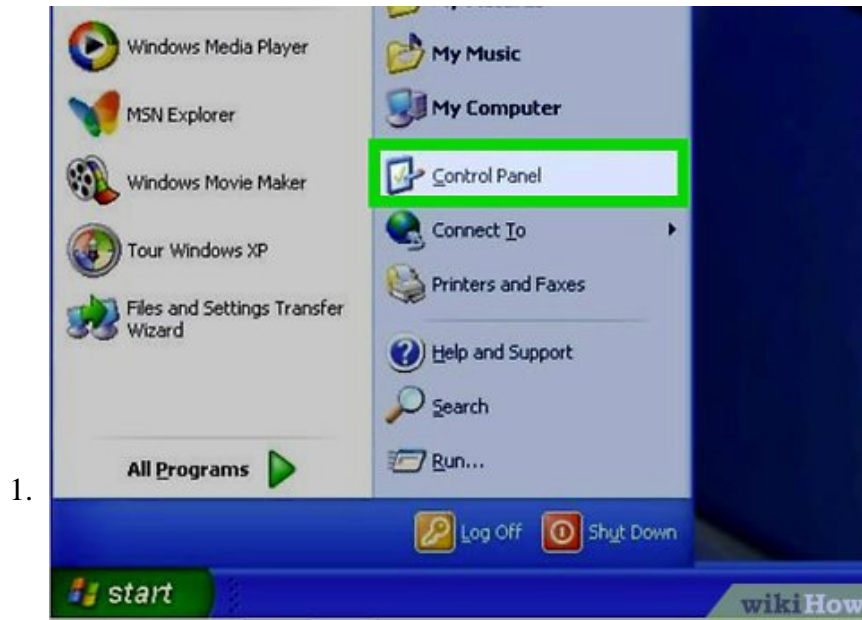 Windows Media Player
MSN Explorer
Windows Movie Maker
Tour Windows XP
Files and Settings Transfer
Wizard
All Programs
My Music
My Computer
Control Panel
Connect To
Printers and Faxes
Help and Support
Search
Run...
Log Off
Shut Down
1.
start
wikiHow